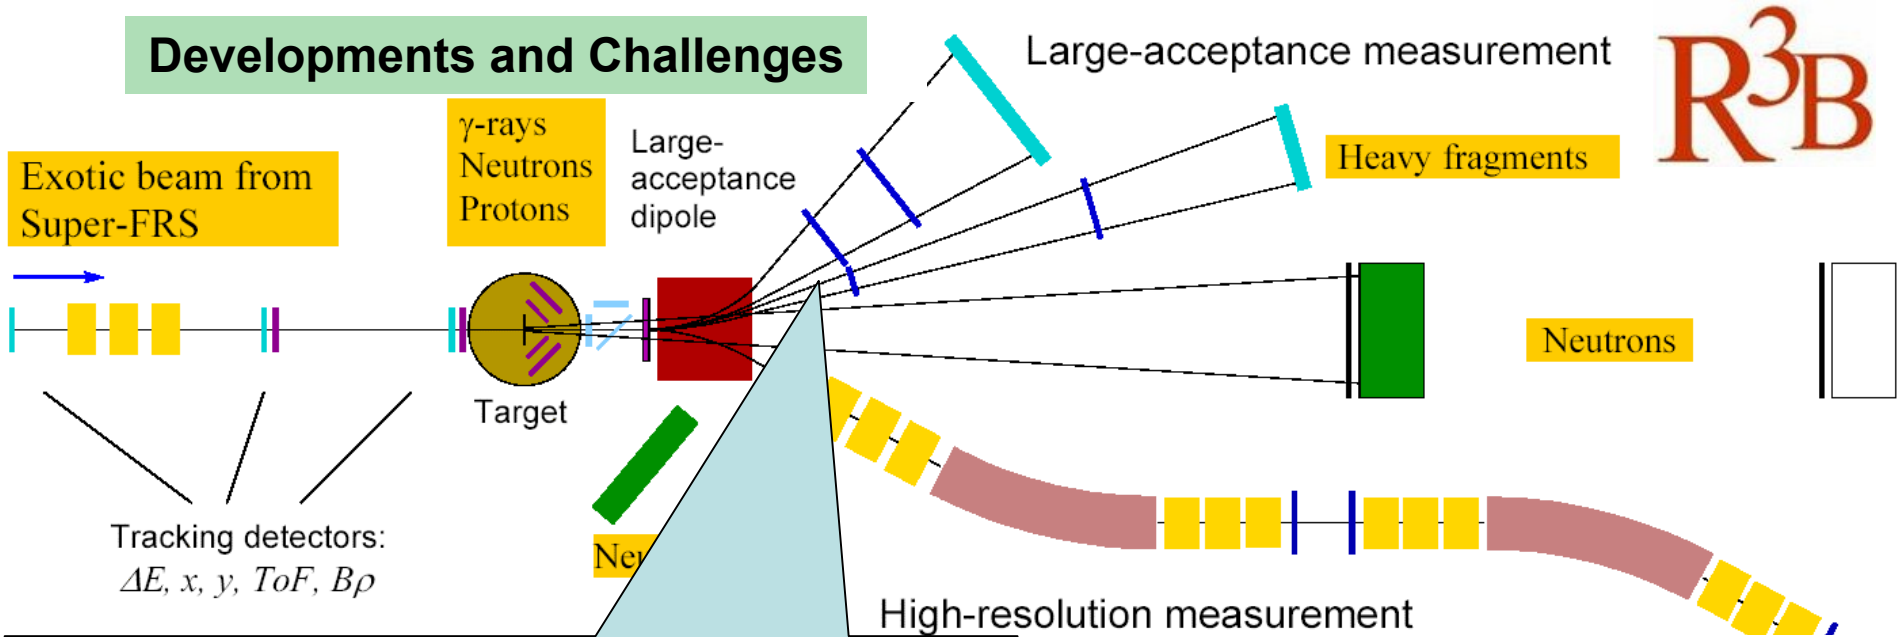 Developments and Challenges
Large-acceptance measurement
R3B
γ-rays
Neutrons
Protons
Large-
acceptance
dipole
Exotic beam from
Super-FRS
Heavy fragments
Neutrons
Target
Tracking detectors:
ΔE, x, y, ToF, Bρ
High-resolution measurement